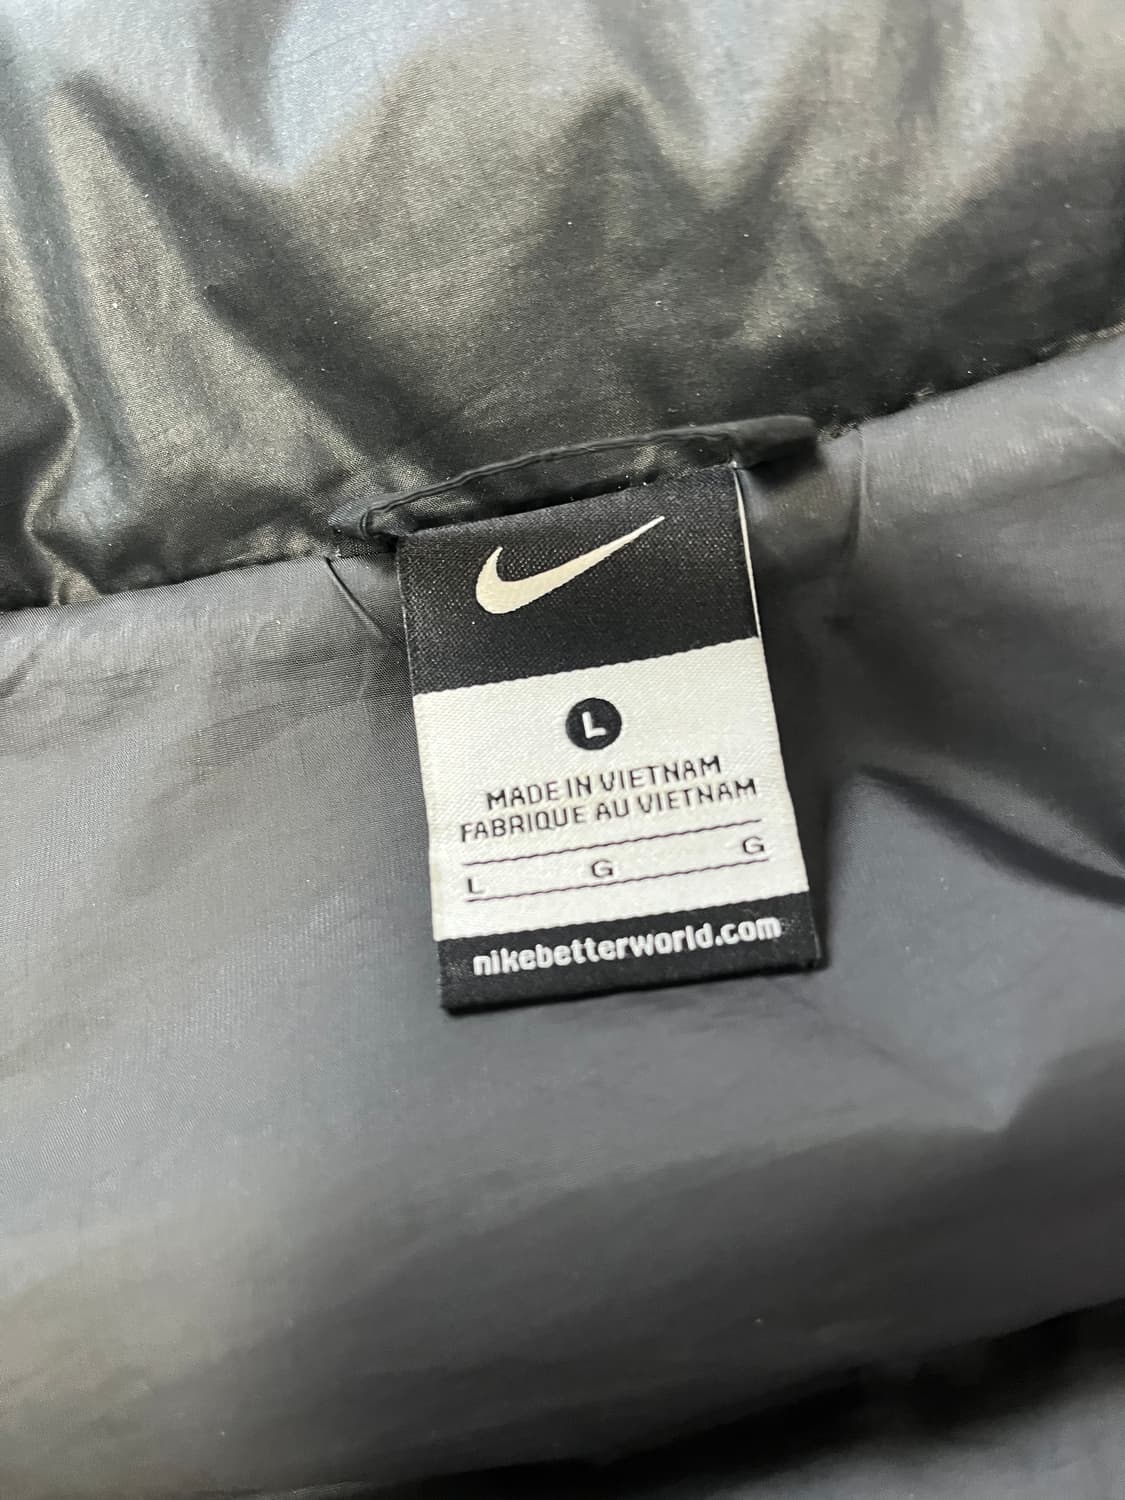 L
MADE IN VIETNAM
FABRIQUE AU VIETNAM
L G G
nikebetterworld.com